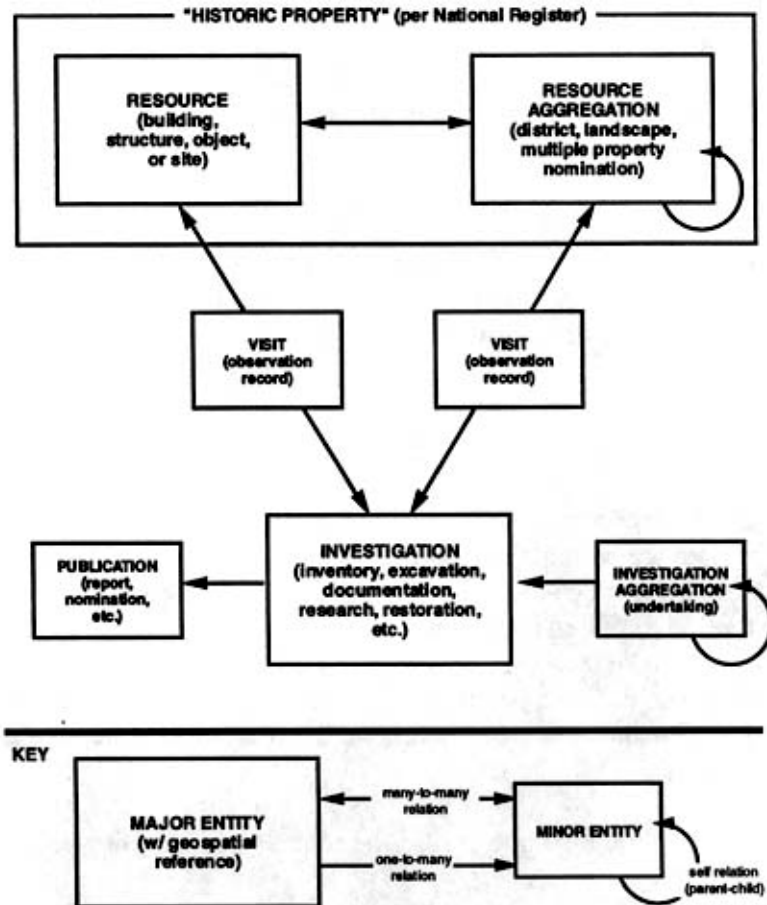 "HISTORIC PROPERTY" (per National Register)
RESOURCE
(building,
structure, object,
or site)
RESOURCE
AGGREGATION
(district, landscape,
multiple property
nomination)
VISIT
(observation
record)
VISIT
(observation
record)
PUBLICATION
(report,
nomination,
etc.)
INVESTIGATION
(inventory, excavation,
documentation,
research, restoration,
etc.)
INVESTIGATION
AGGREGATION
(undertaking)
KEY
MAJOR ENTITY
(w/ geospatial
reference)
many-to-many
relation
one-to-many
relation
MINOR ENTITY
self relation
(parent-child)